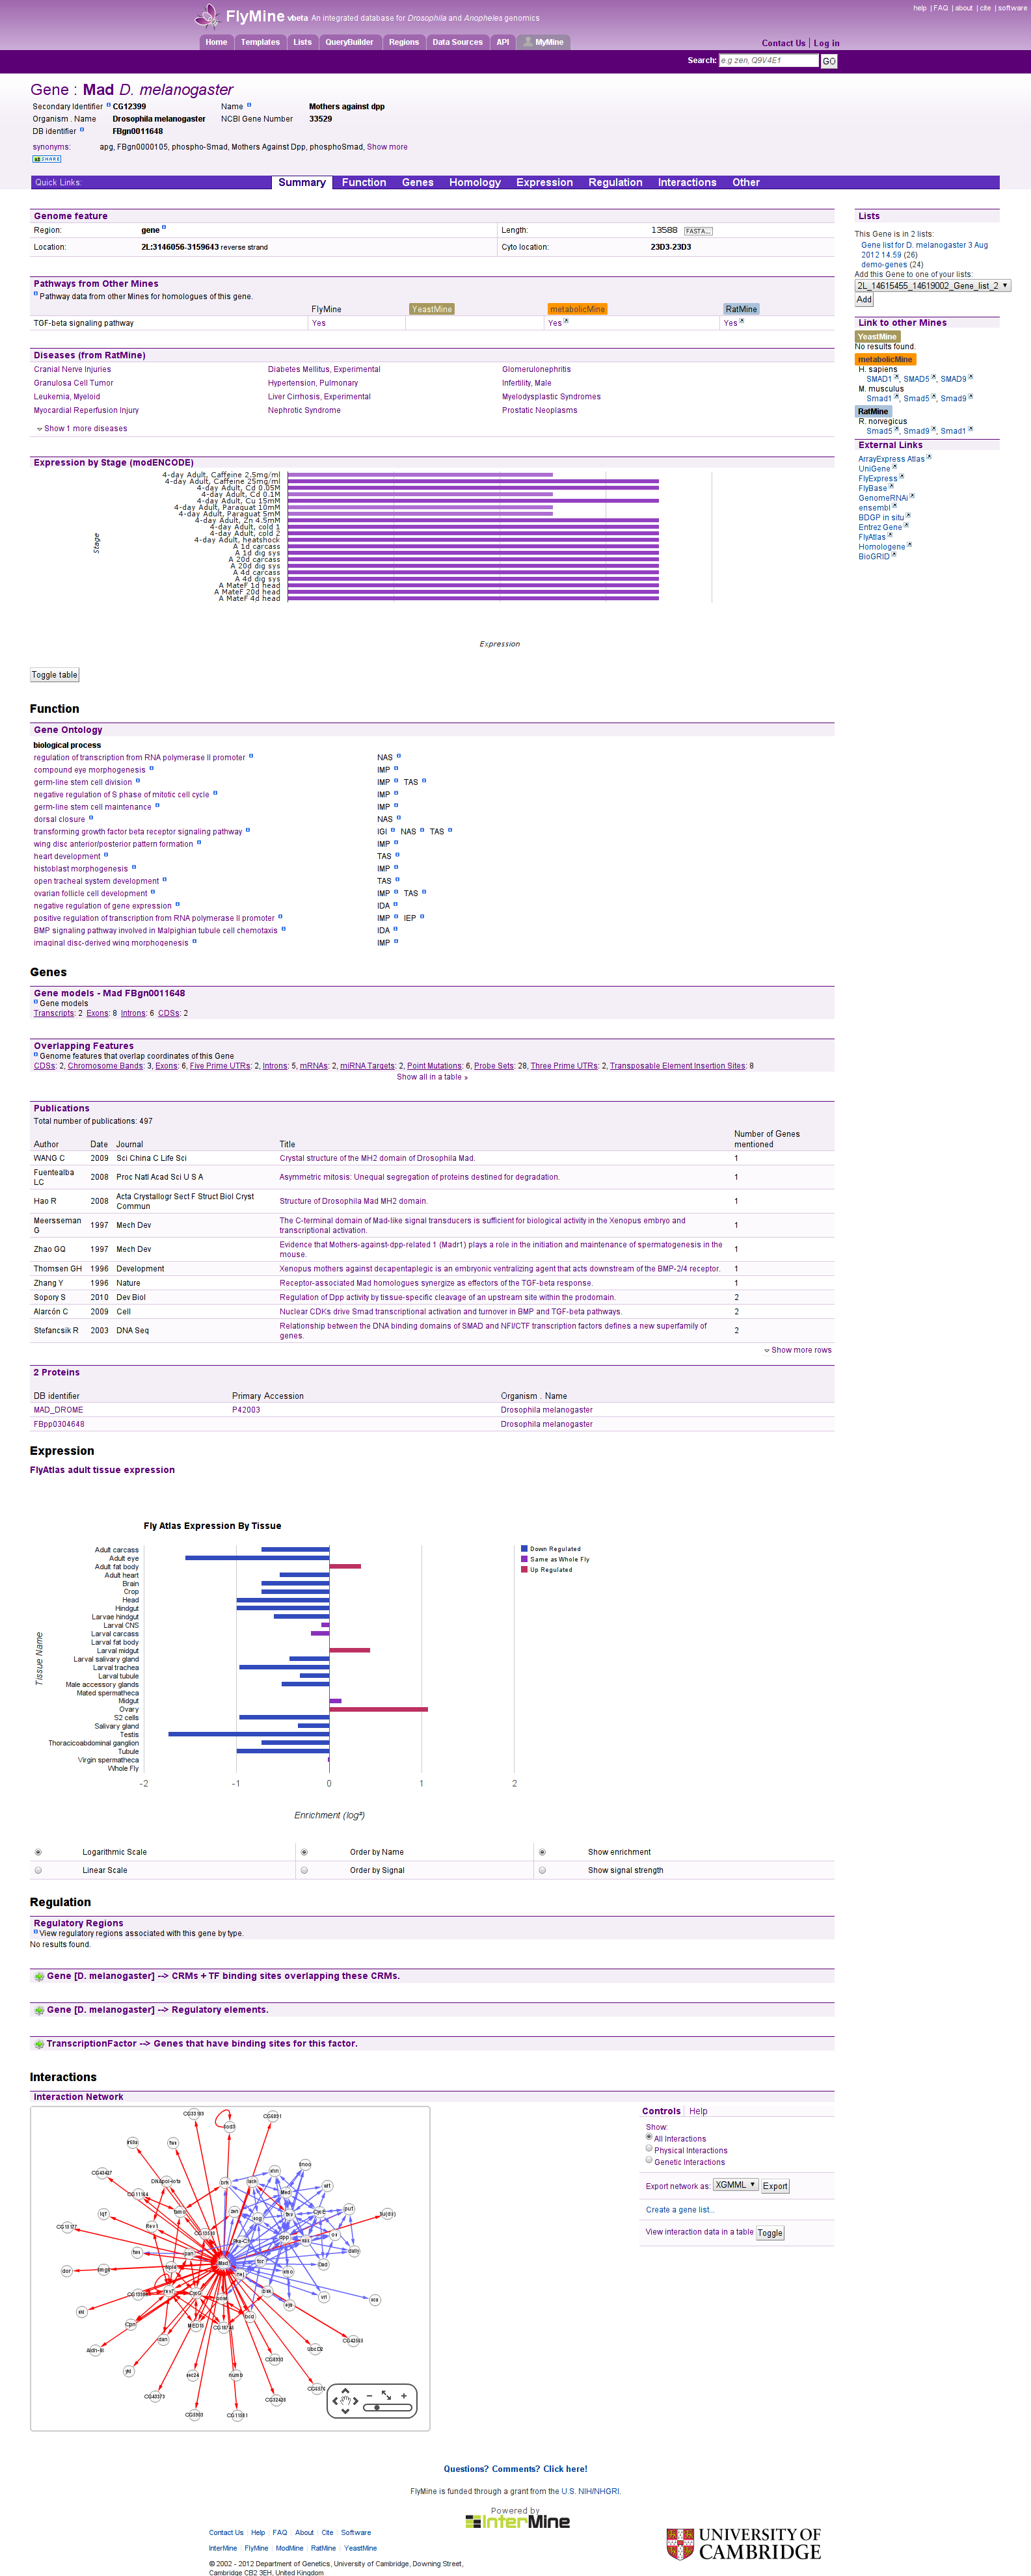 help | FAQ | about | cite | software
FlyMine vbeta An integrated database for Drosophila and Anopheles genomics
Home Templates Lists QueryBuilder Regions Data Sources API MyMine
Contact Us | Log in
Search: e.g zen, Q9V4E1 GO
Gene : Mad D. melanogaster
Secondary Identifier CG12399 Name Mothers against dpp
Organism . Name Drosophila melanogaster NCBI Gene Number 33529
DB identifier FBgn0011648
synonyms: apg, FBgn0000105, phospho-Smad, Mothers Against Dpp, phosphoSmad, Show more
SHARE
Quick Links: Summary Function Genes Homology Expression Regulation Interactions Other
Genome feature
Region: gene Length: 13588 FASTA...
Location: 2L:3146056-3159643 reverse strand Cyto location: 23D3-23D3
Pathways from Other Mines
Pathway data from other Mines for homologues of this gene.
FlyMine YeastMine metabolicMine RatMine
TGF-beta signaling pathway Yes Yes Yes
Diseases (from RatMine)
Cranial Nerve Injuries Diabetes Mellitus, Experimental Glomerulonephritis
Granulosa Cell Tumor Hypertension, Pulmonary Infertility, Male
Leukemia, Myeloid Liver Cirrhosis, Experimental Myelodysplastic Syndromes
Myocardial Reperfusion Injury Nephrotic Syndrome Prostatic Neoplasms
Show 1 more diseases
Expression by Stage (modENCODE)
4-day Adult, Caffeine 2.5mg/ml
4-day Adult, Caffeine 25mg/ml
4-day Adult, Cd 0.05M
4-day Adult, Cd 0.1M
4-day Adult, Cu 15mM
4-day Adult, Paraquat 10mM
4-day Adult, Paraquat 5mM
4-day Adult, Zn 4.5mM
4-day Adult, cold 1
4-day Adult, cold 2
4-day Adult, heatshock
A 1d carcass
A 1d dig sys
A 20d carcass
A 20d dig sys
A 4d carcass
A 4d dig sys
A MateF 1d head
A MateF 20d head
A MateF 4d head
Stage
Expression
Toggle table
Lists
This Gene is in 2 lists:
Gene list for D. melanogaster 3 Aug
2012 14.59 (26)
demo-genes (24)
Add this Gene to one of your lists:
2L_14615455_14619002_Gene_list_2
Add
Link to other Mines
YeastMine
No results found.
metabolicMine
H. sapiens
SMAD1, SMAD5, SMAD9
M. musculus
Smad1, Smad5, Smad9
RatMine
R. norvegicus
Smad5, Smad9, Smad1
External Links
ArrayExpress Atlas
UniGene
FlyExpress
FlyBase
GenomeRNAi
ensembl
BDGP in situ
Entrez Gene
FlyAtlas
Homologene
BioGRID
Function
Gene Ontology
biological process
regulation of transcription from RNA polymerase II promoter NAS
compound eye morphogenesis IMP
germ-line stem cell division IMP TAS
negative regulation of S phase of mitotic cell cycle IMP
germ-line stem cell maintenance IMP
dorsal closure NAS
transforming growth factor beta receptor signaling pathway IGI NAS TAS
wing disc anterior/posterior pattern formation IMP
heart development TAS
histoblast morphogenesis IMP
open tracheal system development TAS
ovarian follicle cell development IMP TAS
negative regulation of gene expression IDA
positive regulation of transcription from RNA polymerase II promoter IMP IEP
BMP signaling pathway involved in Malpighian tubule cell chemotaxis IDA
imaginal disc-derived wing morphogenesis IMP
Genes
Gene models - Mad FBgn0011648
Gene models
Transcripts: 2 Exons: 8 Introns: 6 CDSs: 2
Overlapping Features
Genome features that overlap coordinates of this Gene
CDSs: 2, Chromosome Bands: 3, Exons: 6, Five Prime UTRs: 2, Introns: 5, mRNAs: 2, miRNA Targets: 2, Point Mutations: 6, Probe Sets: 28, Three Prime UTRs: 2, Transposable Element Insertion Sites: 8
Show all in a table »
Publications
Total number of publications: 497
Author Date Journal Title Number of Genes mentioned
WANG C 2009 Sci China C Life Sci Crystal structure of the MH2 domain of Drosophila Mad. 1
Fuentealba LC 2008 Proc Natl Acad Sci U S A Asymmetric mitosis: Unequal segregation of proteins destined for degradation. 1
Hao R 2008 Acta Crystallogr Sect F Struct Biol Cryst Commun Structure of Drosophila Mad MH2 domain. 1
Meersseman G 1997 Mech Dev The C-terminal domain of Mad-like signal transducers is sufficient for biological activity in the Xenopus embryo and transcriptional activation. 1
Zhao GQ 1997 Mech Dev Evidence that Mothers-against-dpp-related 1 (Madr1) plays a role in the initiation and maintenance of spermatogenesis in the mouse. 1
Thomsen GH 1996 Development Xenopus mothers against decapentaplegic is an embryonic ventralizing agent that acts downstream of the BMP-2/4 receptor. 1
Zhang Y 1996 Nature Receptor-associated Mad homologues synergize as effectors of the TGF-beta response. 1
Sopory S 2010 Dev Biol Regulation of Dpp activity by tissue-specific cleavage of an upstream site within the prodomain. 2
Alarcón C 2009 Cell Nuclear CDKs drive Smad transcriptional activation and turnover in BMP and TGF-beta pathways. 2
Stefancsik R 2003 DNA Seq Relationship between the DNA binding domains of SMAD and NFI/CTF transcription factors defines a new superfamily of genes. 2
Show more rows
2 Proteins
DB identifier Primary Accession Organism . Name
MAD_DROME P42003 Drosophila melanogaster
FBpp0304648 Drosophila melanogaster
Expression
FlyAtlas adult tissue expression
Fly Atlas Expression By Tissue
Adult carcass
Adult eye
Adult fat body
Adult heart
Brain
Crop
Head
Hindgut
Larvae hindgut
Larval CNS
Larval carcass
Larval fat body
Larval midgut
Larval salivary gland
Larval trachea
Larval tubule
Male accessory glands
Mated spermatheca
Midgut
Ovary
S2 cells
Salivary gland
Testis
Thoracicoabdominal ganglion
Tubule
Virgin spermatheca
Whole Fly
Tissue Name
-2 -1 0 1 2
Enrichment (log²)
Down Regulated
Same as Whole Fly
Up Regulated
Logarithmic Scale Order by Name Show enrichment
Linear Scale Order by Signal Show signal strength
Regulation
Regulatory Regions
View regulatory regions associated with this gene by type.
No results found.
Gene [D. melanogaster] --> CRMs + TF binding sites overlapping these CRMs.
Gene [D. melanogaster] --> Regulatory elements.
TranscriptionFactor --> Genes that have binding sites for this factor.
Interactions
Interaction Network
Controls | Help
Show:
All Interactions
Physical Interactions
Genetic Interactions
Export network as: XGMML Export
Create a gene list...
View interaction data in a table Toggle
Mad
dpp
Med
brk
numb
dor
Questions? Comments? Click here!
FlyMine is funded through a grant from the U.S. NIH/NHGRI.
Powered by
InterMine
Contact Us | Help | FAQ | About | Cite | Software
InterMine | FlyMine | ModMine | RatMine | YeastMine
© 2002 - 2012 Department of Genetics, University of Cambridge, Downing Street,
Cambridge CB2 3EH, United Kingdom
UNIVERSITY OF
CAMBRIDGE